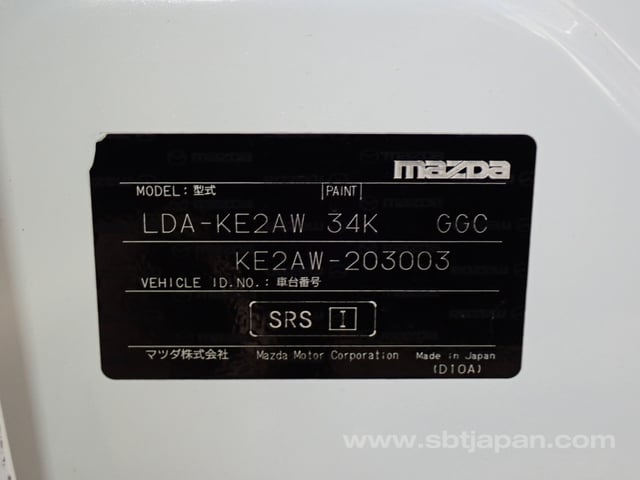 mazda
MODEL: 型式 PAINT
LDA-KE2AW 34K GGC
KE2AW-203003
VEHICLE ID.NO.: 車台番号
SRS I
マツダ株式会社 Mazda Motor Corporation Made in Japan
(D10A)
www.sbtjapan.com